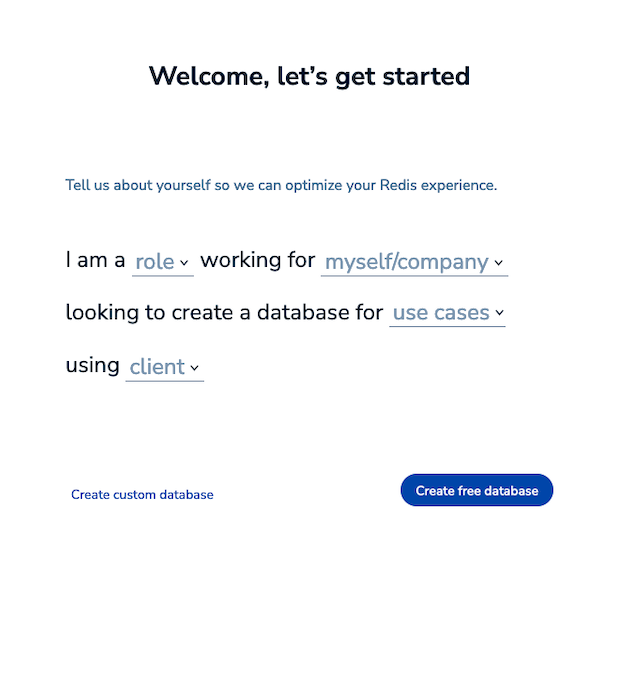 Welcome, let’s get started
Tell us about yourself so we can optimize your Redis experience.
I am a role working for myself/company
looking to create a database for use cases
using client
Create custom database
Create free database